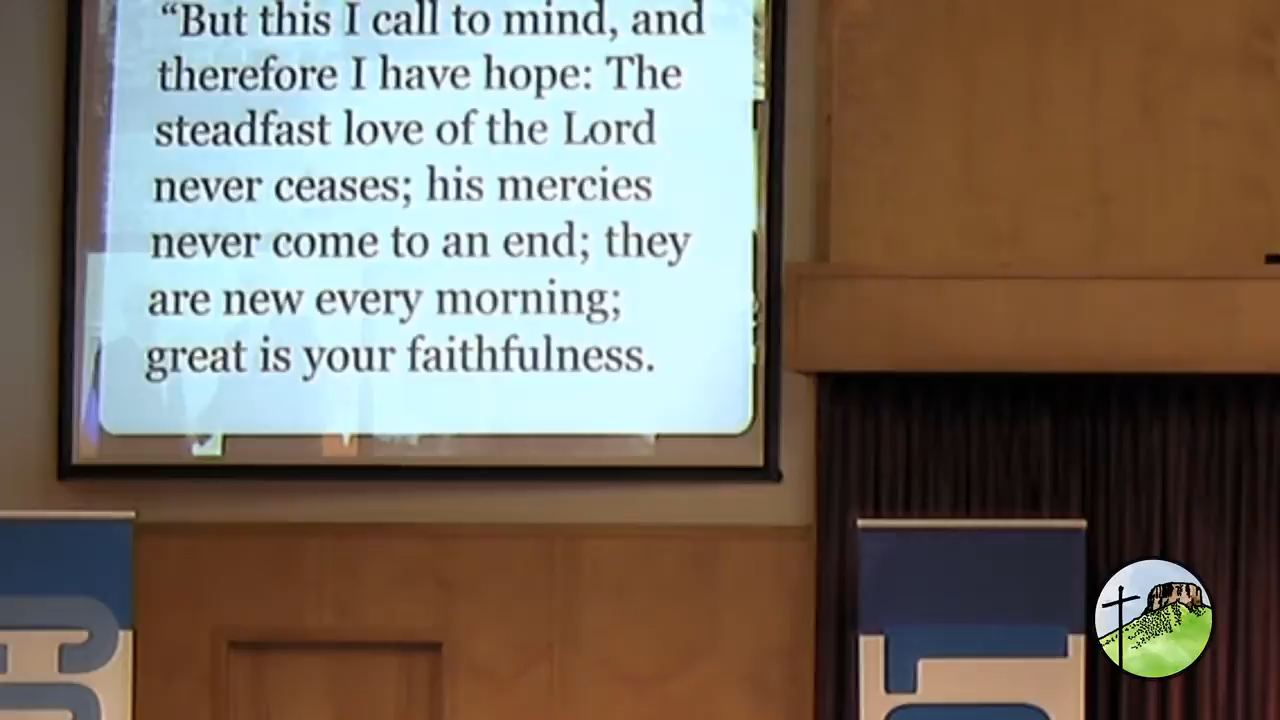 “But this I call to mind, and
therefore I have hope: The
steadfast love of the Lord
never ceases; his mercies
never come to an end; they
are new every morning;
great is your faithfulness.